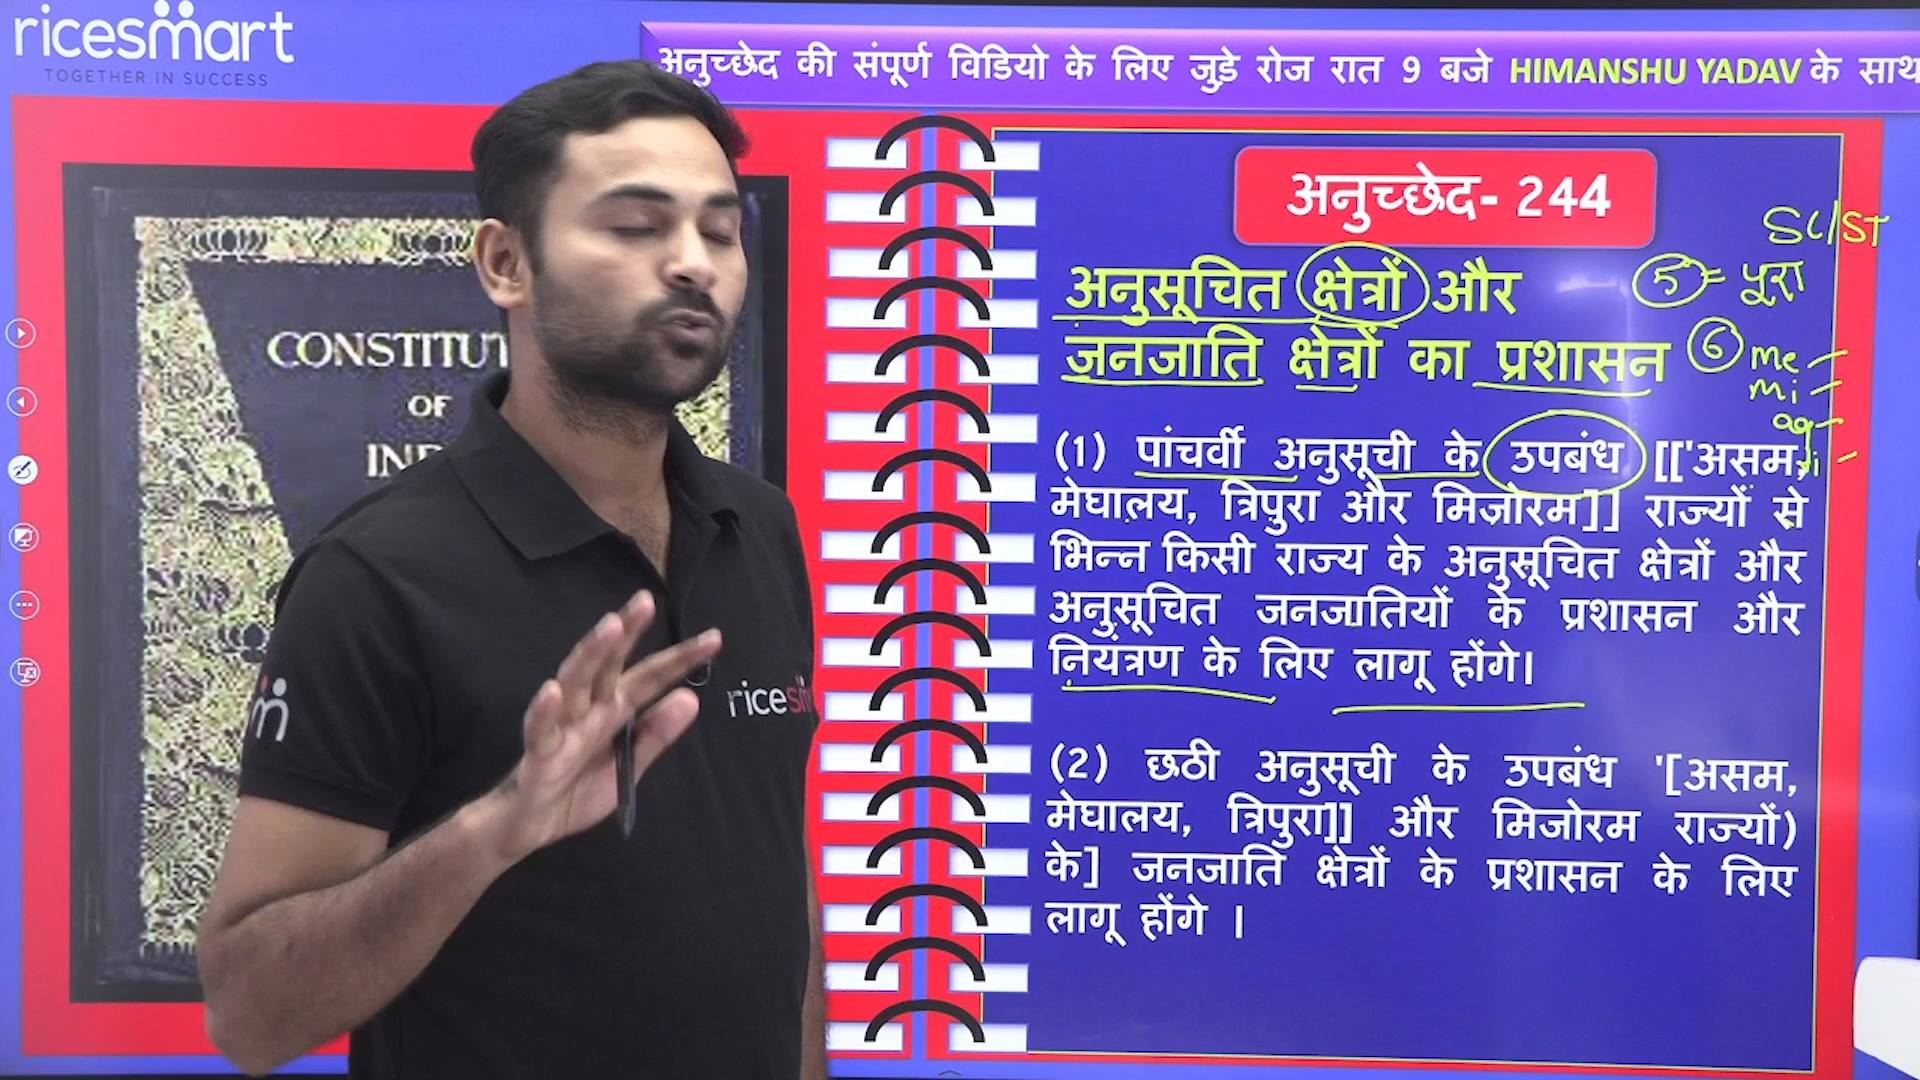 ricesmart
TOGETHER IN SUCCESS
अनुच्छेद की संपूर्ण विडियो के लिए जुड़े रोज रात 9 बजे HIMANSHU YADAV के साथ
CONSTITUT
OF
IND
अनुच्छेद- 244
SC/ST
अनुसूचित क्षेत्रों और
5 = पूरा
जनजाति क्षेत्रों का प्रशासन
6 me
mi
(1) पांचर्वी अनुसूची के उपबंध [['असम,
मेघालय, त्रिपुरा और मिज़ोरम]] राज्यों से
भिन्न किसी राज्य के अनुसूचित क्षेत्रों और
अनुसूचित जनजातियों के प्रशासन और
नियंत्रण के लिए लागू होंगे।
(2) छठी अनुसूची के उपबंध '[असम,
मेघालय, त्रिपुरा]] और मिजोरम राज्यों)
के] जनजाति क्षेत्रों के प्रशासन के लिए
लागू होंगे ।
rices
m